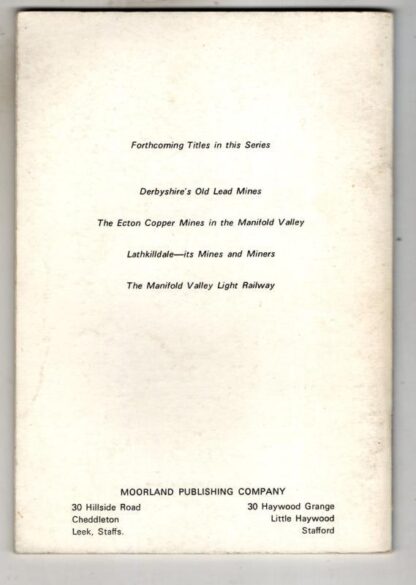 Forthcoming Titles in this Series
Derbyshire's Old Lead Mines
The Ecton Copper Mines in the Manifold Valley
Lathkilldale—its Mines and Miners
The Manifold Valley Light Railway
MOORLAND PUBLISHING COMPANY
30 Hillside Road
Cheddleton
Leek, Staffs.
30 Haywood Grange
Little Haywood
Stafford